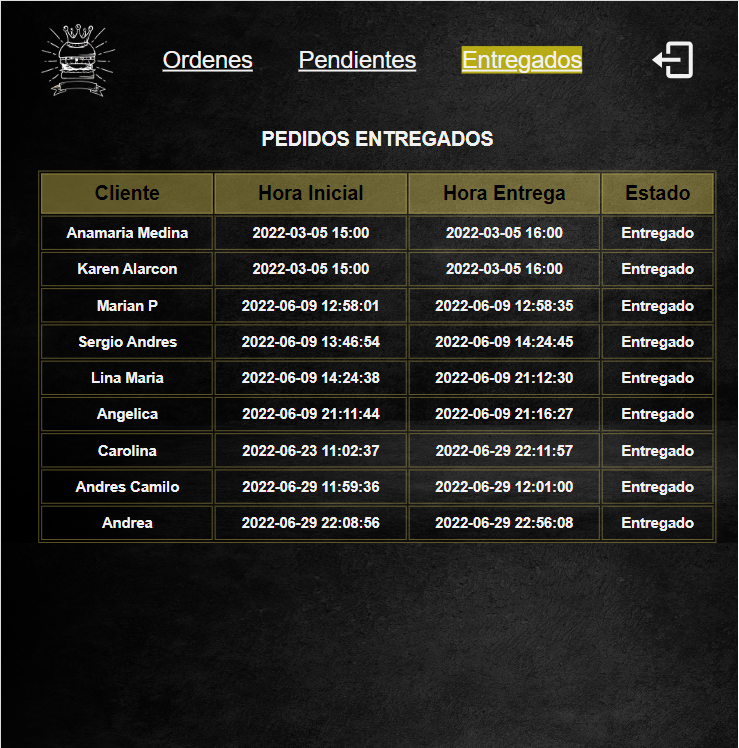 Ordenes Pendientes Entregados
PEDIDOS ENTREGADOS
Cliente Hora Inicial Hora Entrega Estado
Anamaria Medina 2022-03-05 15:00 2022-03-05 16:00 Entregado
Karen Alarcon 2022-03-05 15:00 2022-03-05 16:00 Entregado
Marian P 2022-06-09 12:58:01 2022-06-09 12:58:35 Entregado
Sergio Andres 2022-06-09 13:46:54 2022-06-09 14:24:45 Entregado
Lina Maria 2022-06-09 14:24:38 2022-06-09 21:12:30 Entregado
Angelica 2022-06-09 21:11:44 2022-06-09 21:16:27 Entregado
Carolina 2022-06-23 11:02:37 2022-06-29 22:11:57 Entregado
Andres Camilo 2022-06-29 11:59:36 2022-06-29 12:01:00 Entregado
Andrea 2022-06-29 22:08:56 2022-06-29 22:56:08 Entregado